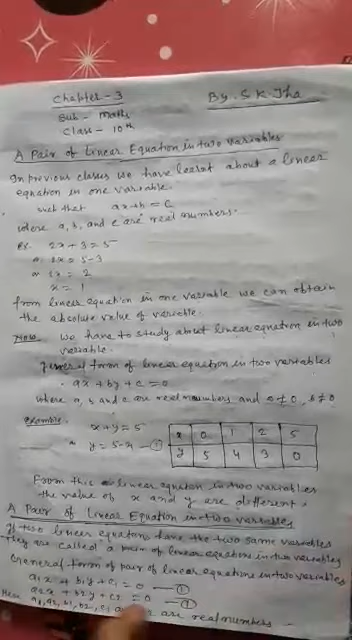 Chapter-3 By. S K Jha
Sub - Maths
Class - 10th
A Pair of Linear Equation in two variables
In previous classes we have learnt about a linear
equation in one variable.
such that ax+b=c
where a, b, and c are real numbers.
Ex. 2x+3=5
or 2x=5-3
or 2x = 2
x = 1
from linear equation in one variable we can obtain
the absolute value of variable.
Now. We have to study about linear equation in two
variable.
general form of linear equation in two variables
ax+by+c=0
where a, b and c are real numbers and a≠0, b≠0
example. x+y=5
or y=5-x —①
x 0 1 2 5
y 5 4 3 0
From this linear equation in two variables
the value of x and y are different.
A Pair of Linear Equation in two variables
If two linear equations have the two same variables
They are called a pair of linear equations in two variables
General form of pair of linear equations in two variables
a₁x + b₁y + c₁ = 0 —①
a₂x + b₂y + c₂ = 0 —①
Here a₁, a₂, b₁, b₂, c₁ are real numbers